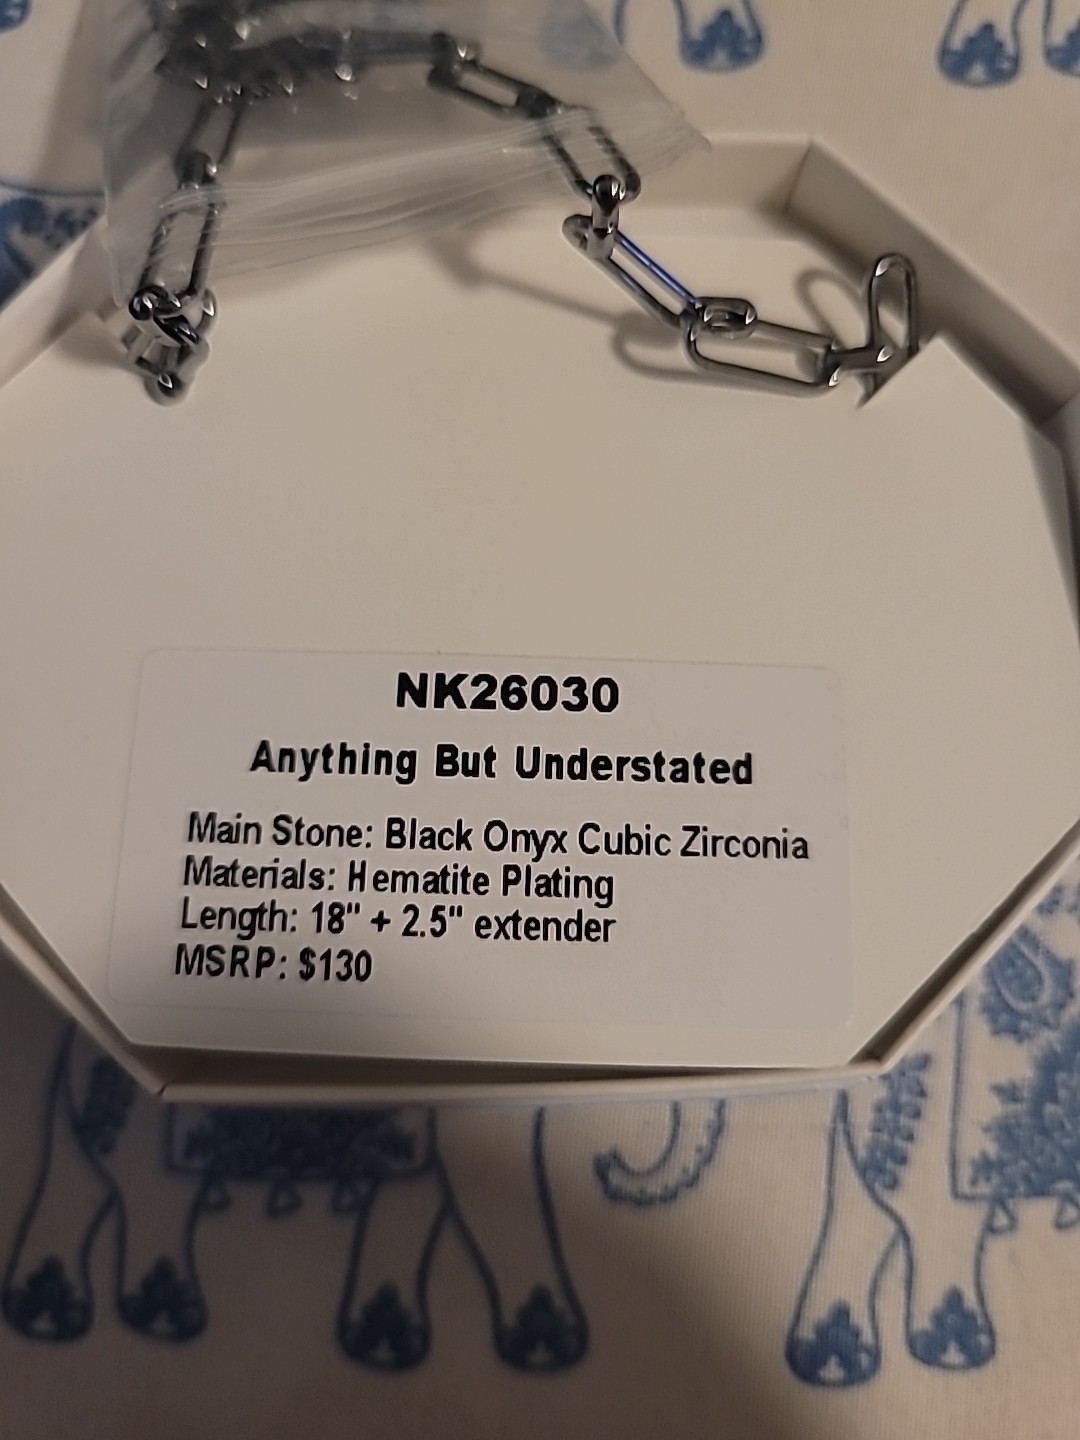 NK26030
Anything But Understated
Main Stone: Black Onyx Cubic Zirconia
Materials: Hematite Plating
Length: 18" + 2.5" extender
MSRP: $130